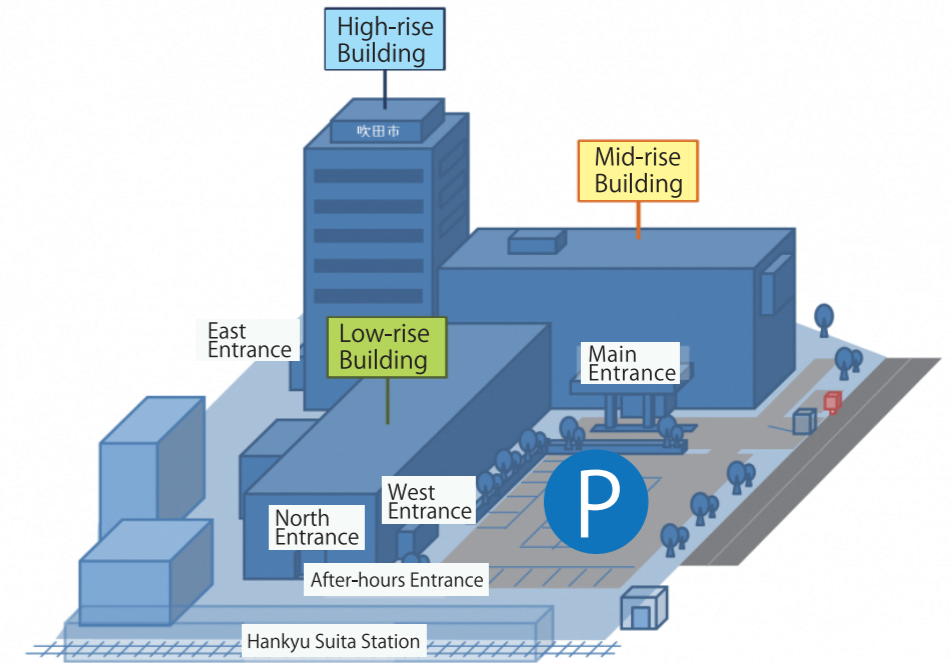 High-rise
Building
吹田市
Mid-rise
Building
East
Entrance
Low-rise
Building
Main
Entrance
West
Entrance
North
Entrance
P
After-hours Entrance
Hankyu Suita Station